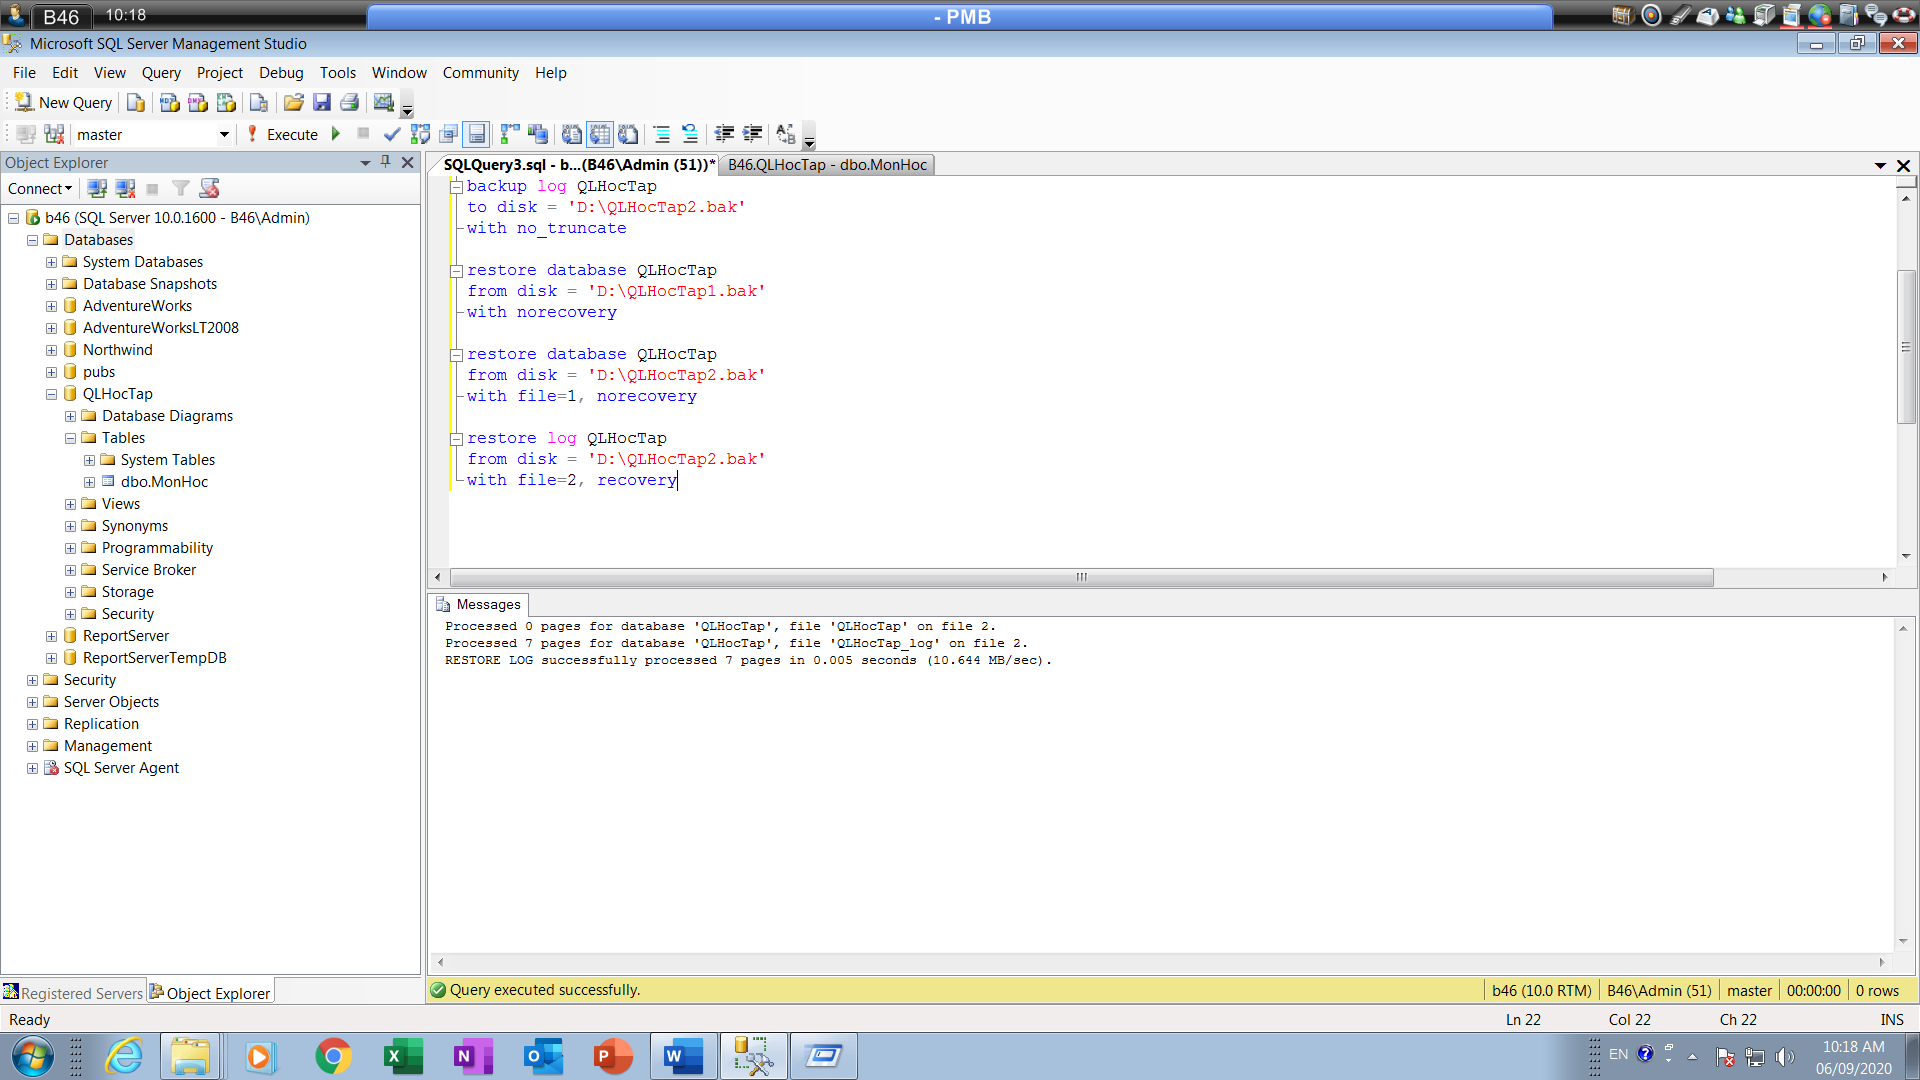 B46
10:18
- PMB
Microsoft SQL Server Management Studio
File Edit View Query Project Debug Tools Window Community Help
New Query
master Execute
Object Explorer
Connect
b46 (SQL Server 10.0.1600 - B46\Admin)
Databases
System Databases
Database Snapshots
AdventureWorks
AdventureWorksLT2008
Northwind
pubs
QLHocTap
Database Diagrams
Tables
System Tables
dbo.MonHoc
Views
Synonyms
Programmability
Service Broker
Storage
Security
ReportServer
ReportServerTempDB
Security
Server Objects
Replication
Management
SQL Server Agent
Registered Servers Object Explorer
SQLQuery3.sql - b...(B46\Admin (51))* B46.QLHocTap - dbo.MonHoc
backup log QLHocTap
to disk = 'D:\QLHocTap2.bak'
with no_truncate
restore database QLHocTap
from disk = 'D:\QLHocTap1.bak'
with norecovery
restore database QLHocTap
from disk = 'D:\QLHocTap2.bak'
with file=1, norecovery
restore log QLHocTap
from disk = 'D:\QLHocTap2.bak'
with file=2, recovery
Messages
Processed 0 pages for database 'QLHocTap', file 'QLHocTap' on file 2.
Processed 7 pages for database 'QLHocTap', file 'QLHocTap_log' on file 2.
RESTORE LOG successfully processed 7 pages in 0.005 seconds (10.644 MB/sec).
Query executed successfully. b46 (10.0 RTM) B46\Admin (51) master 00:00:00 0 rows
Ready Ln 22 Col 22 Ch 22 INS
EN
10:18 AM
06/09/2020